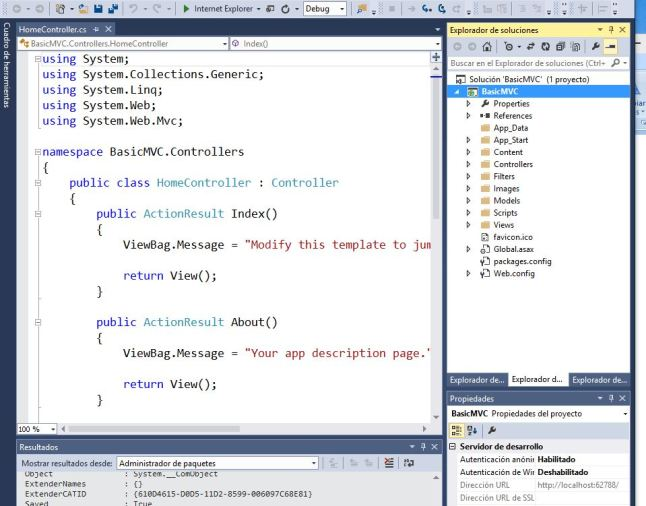 Internet Explorer
Debug
Cuadro de herramientas
HomeController.cs
BasicMVC.Controllers.HomeController
Index()
using System;
using System.Collections.Generic;
using System.Linq;
using System.Web;
using System.Web.Mvc;
namespace BasicMVC.Controllers
{
public class HomeController : Controller
{
public ActionResult Index()
{
ViewBag.Message = "Modify this template to jum
return View();
}
public ActionResult About()
{
ViewBag.Message = "Your app description page."
return View();
}
100 %
Resultados
Mostrar resultados desde: Administrador de paquetes
Object : System.__ComObject
ExtenderNames : {}
ExtenderCATID : {610D4615-D0D5-11D2-8599-006097C68E81}
Saved : True
Explorador de soluciones
Buscar en el Explorador de soluciones (Ctrl+
Solución 'BasicMVC' (1 proyecto)
BasicMVC
Properties
References
App_Data
App_Start
Content
Controllers
Filters
Images
Models
Scripts
Views
favicon.ico
Global.asax
packages.config
Web.config
Explorador de... Explorador d... Explorador de...
Propiedades
BasicMVC Propiedades del proyecto
Servidor de desarrollo
Autenticación anónin Habilitado
Autenticación de Win Deshabilitado
Dirección URL http://localhost:62788/
Dirección URL de SSL